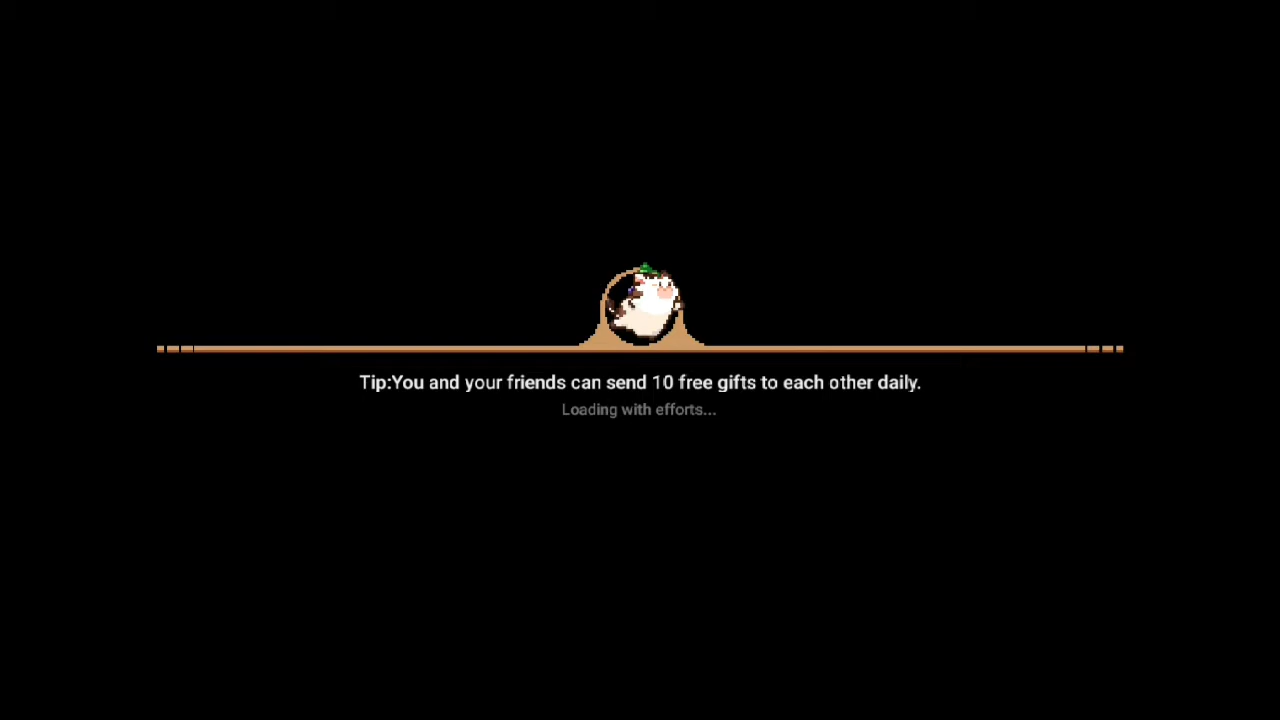 Tip:You and your friends can send 10 free gifts to each other daily.
Loading with efforts...